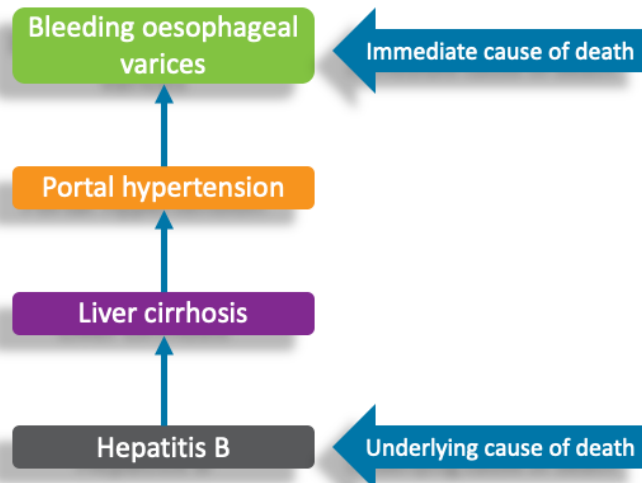 Bleeding oesophageal
varices
Immediate cause of death
Portal hypertension
Liver cirrhosis
Hepatitis B
Underlying cause of death